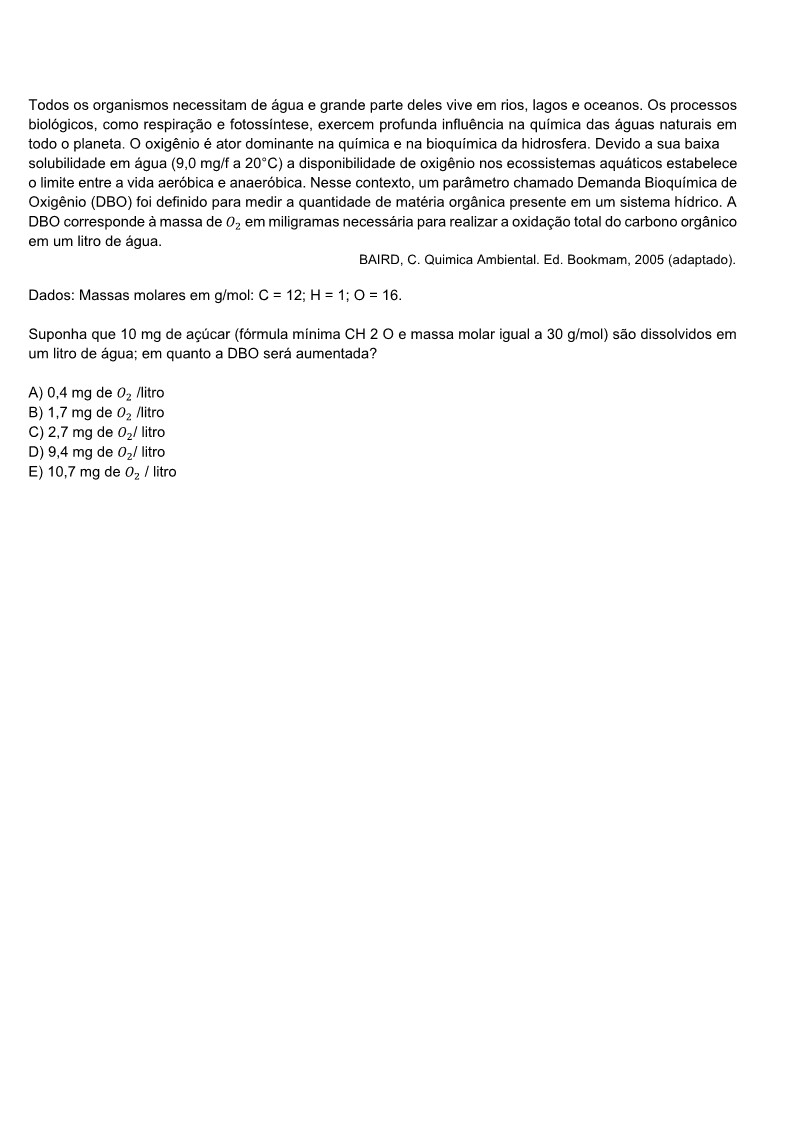 Todos os organismos necessitam de água e grande parte deles vive em rios, lagos e oceanos. Os processos
biológicos, como respiração e fotossíntese, exercem profunda influência na química das águas naturais em
todo o planeta. O oxigênio é ator dominante na química e na bioquímica da hidrosfera. Devido a sua baixa
solubilidade em água (9,0 mg/f a 20°C) a disponibilidade de oxigênio nos ecossistemas aquáticos estabelece
o limite entre a vida aeróbica e anaeróbica. Nesse contexto, um parâmetro chamado Demanda Bioquímica de
Oxigênio (DBO) foi definido para medir a quantidade de matéria orgânica presente em um sistema hídrico. A
DBO corresponde à massa de O₂ em miligramas necessária para realizar a oxidação total do carbono orgânico
em um litro de água.
BAIRD, C. Quimica Ambiental. Ed. Bookmam, 2005 (adaptado).
Dados: Massas molares em g/mol: C = 12; H = 1; O = 16.
Suponha que 10 mg de açúcar (fórmula mínima CH 2 O e massa molar igual a 30 g/mol) são dissolvidos em
um litro de água; em quanto a DBO será aumentada?
A) 0,4 mg de O₂ /litro
B) 1,7 mg de O₂ /litro
C) 2,7 mg de O₂/ litro
D) 9,4 mg de O₂/ litro
E) 10,7 mg de O₂ / litro